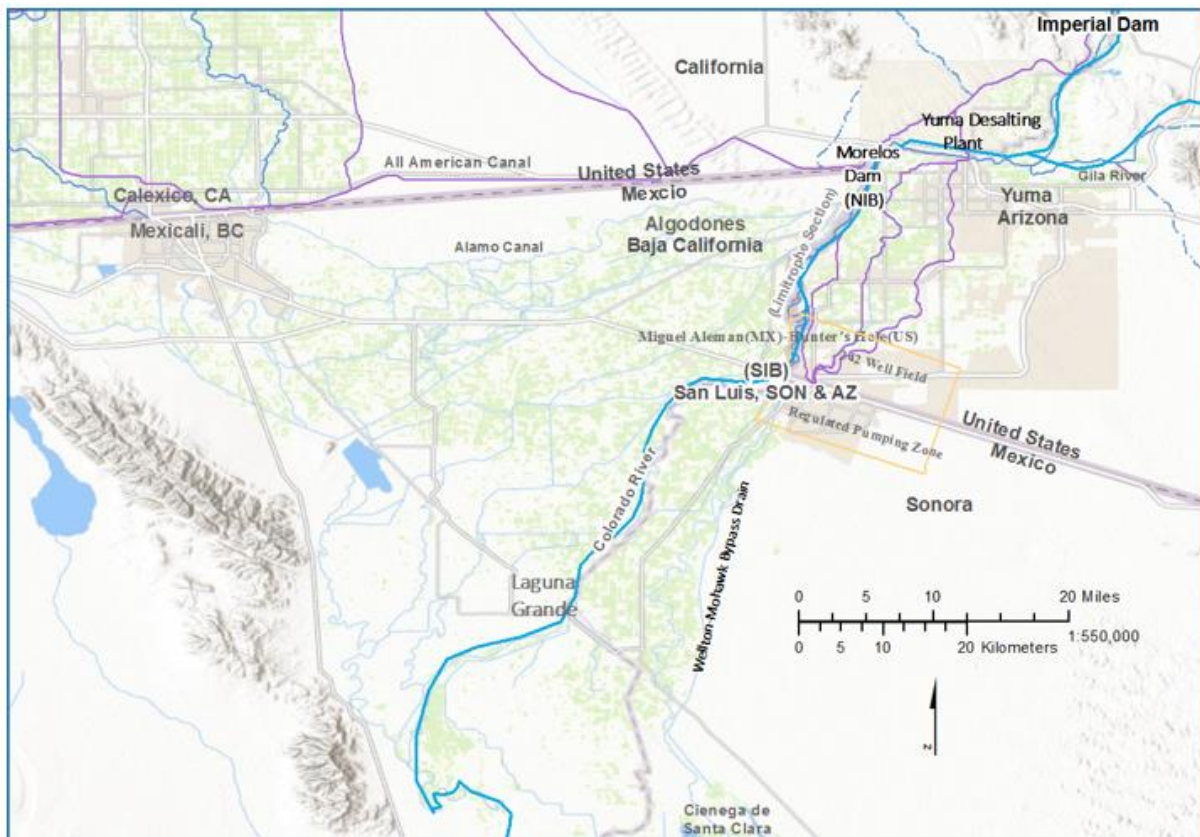 Imperial Dam
California
Yuma Desalting
Plant
All American Canal
United States
Mexcio
Morelos
Dam
(NIB)
Gila River
Calexico, CA
Mexicali, BC
Yuma
Arizona
Algodones
Baja California
Alamo Canal
(Limitrophe Section)
Miguel Aleman(MX)-Hunter's Hole(US)
242 Well Field
(SIB)
San Luis, SON & AZ
Regulated Pumping Zone
United States
Mexico
Sonora
Colorado River
Wellton-Mohawk Bypass Drain
Laguna
Grande
0 5 10 20 Miles
0 5 10 20 Kilometers
1:550,000
N
Cienega de
Santa Clara